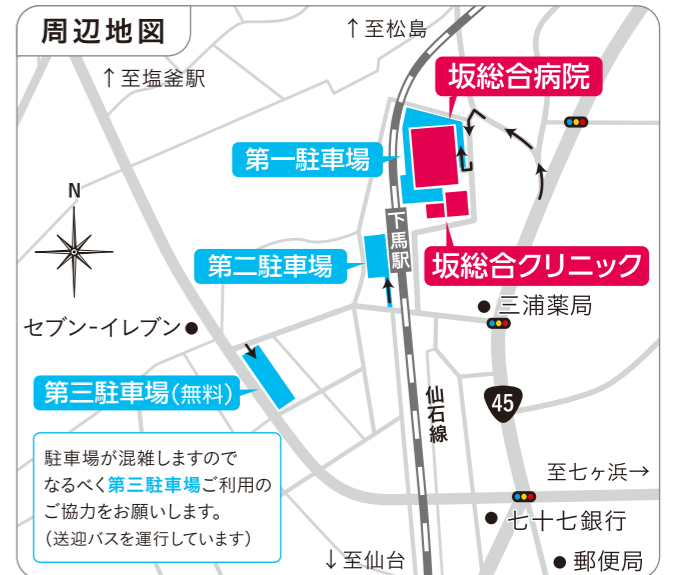 周辺地図
↑至松島
↑至塩釜駅
坂総合病院
第一駐車場
N
下馬駅
第二駐車場
坂総合クリニック
三浦薬局
セブン-イレブン
第三駐車場(無料)
仙石線
45
駐車場が混雑しますので
なるべく第三駐車場ご利用の
ご協力をお願いします。
(送迎バスを運行しています)
至七ヶ浜→
七十七銀行
↓至仙台
郵便局